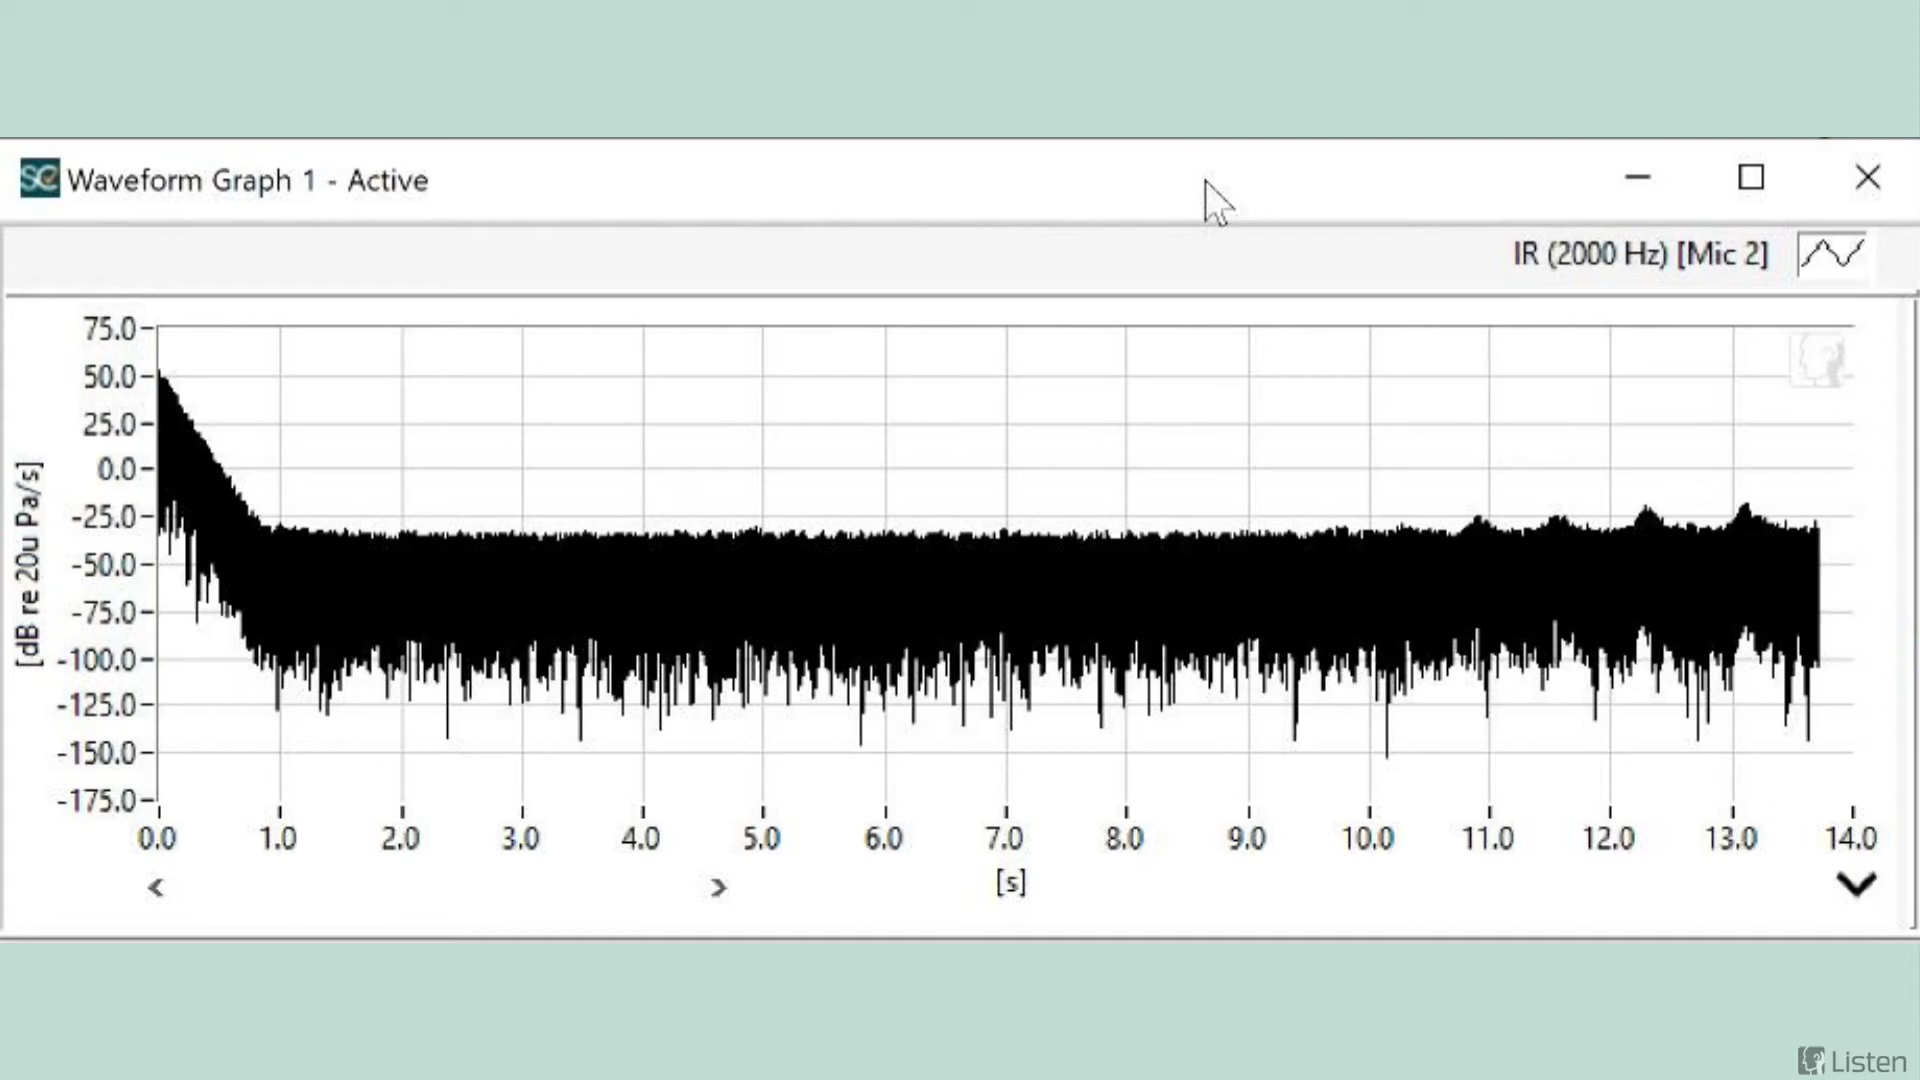 SC Waveform Graph 1 - Active
IR (2000 Hz) [Mic 2]
[dB re 20u Pa/s]
75.0
50.0
25.0
0.0
-25.0
-50.0
-75.0
-100.0
-125.0
-150.0
-175.0
0.0 1.0 2.0 3.0 4.0 5.0 6.0 7.0 8.0 9.0 10.0 11.0 12.0 13.0 14.0
[s]
Listen